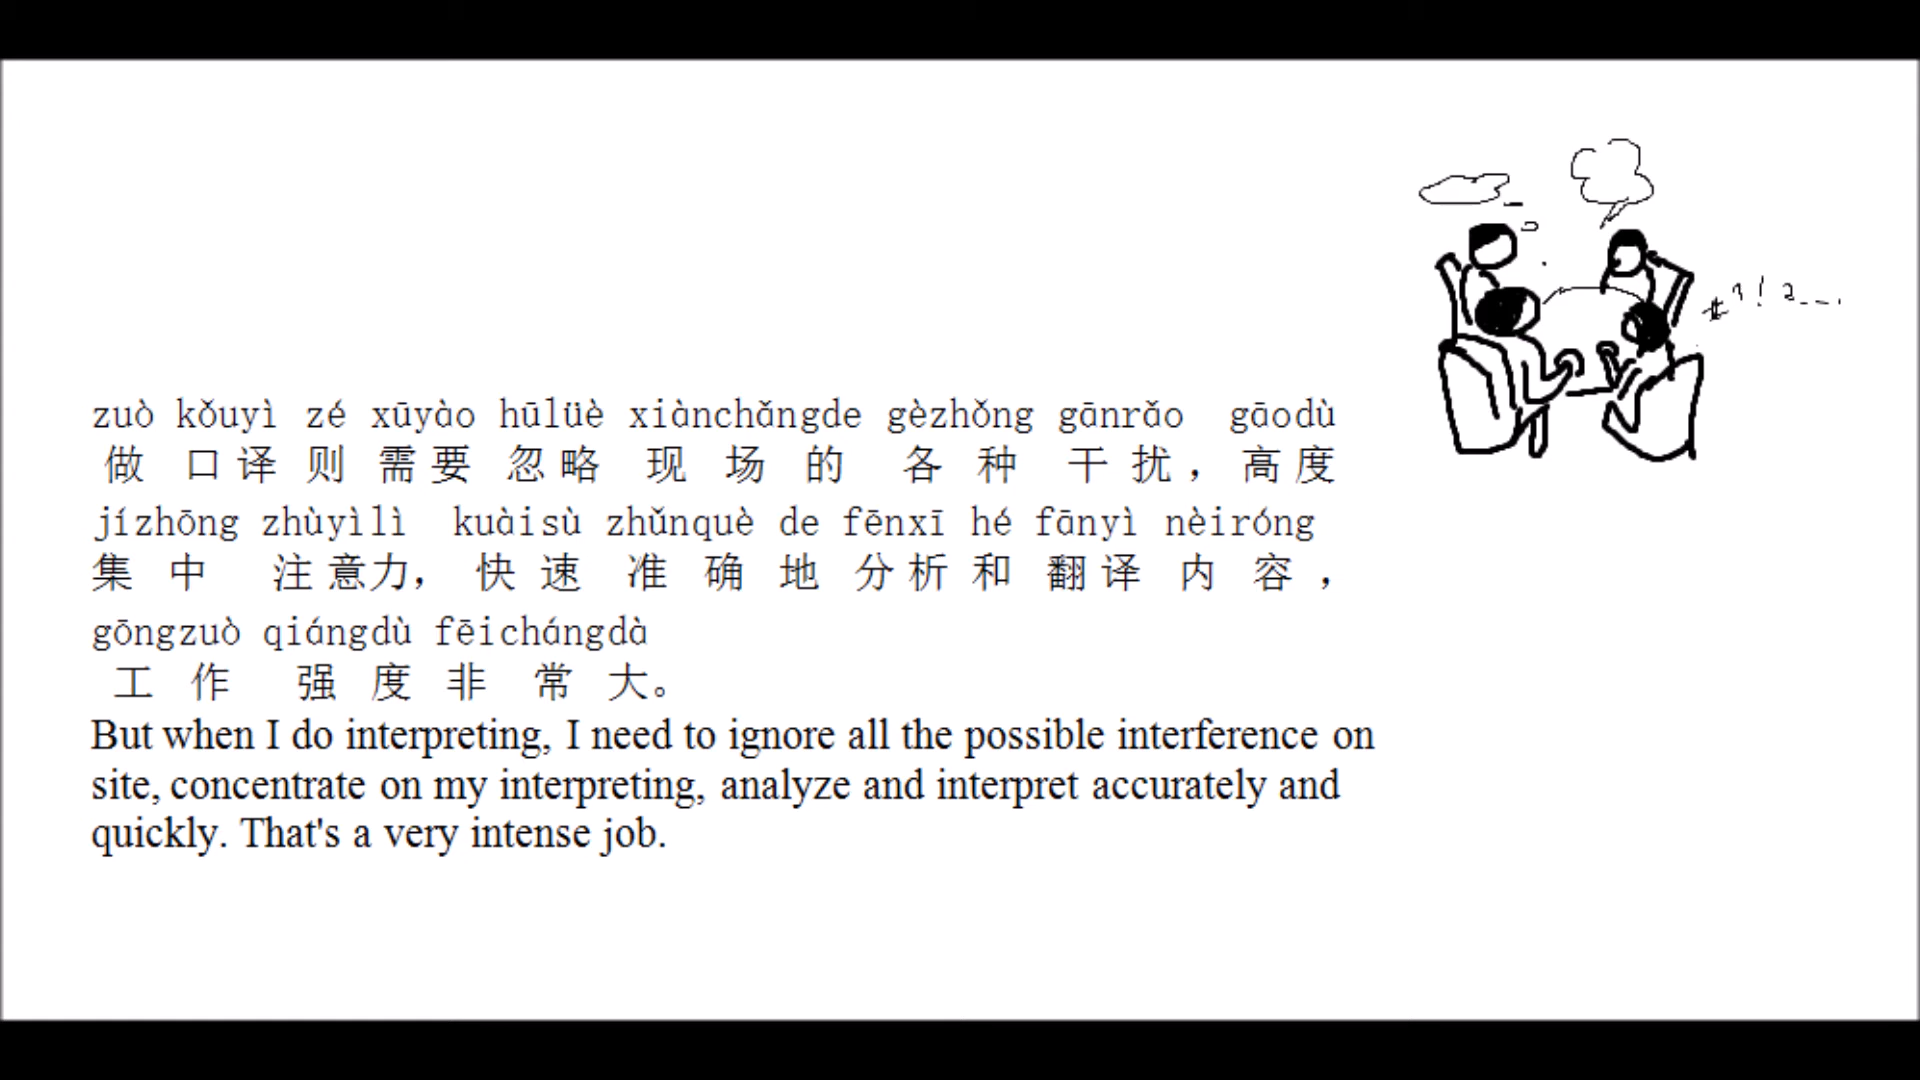 zuò kǒuyì zé xūyào hūlüè xiànchǎngde gèzhǒng gānrǎo gāodù
做口译则需要忽略现场的各种干扰，高度
jízhōng zhùyìlì kuàisù zhǔnquè de fēnxī hé fānyì nèiróng
集中注意力，快速准确地分析和翻译内容，
gōngzuò qiángdù fēichángdà
工作强度非常大。
But when I do interpreting, I need to ignore all the possible interference on
site, concentrate on my interpreting, analyze and interpret accurately and
quickly. That's a very intense job.